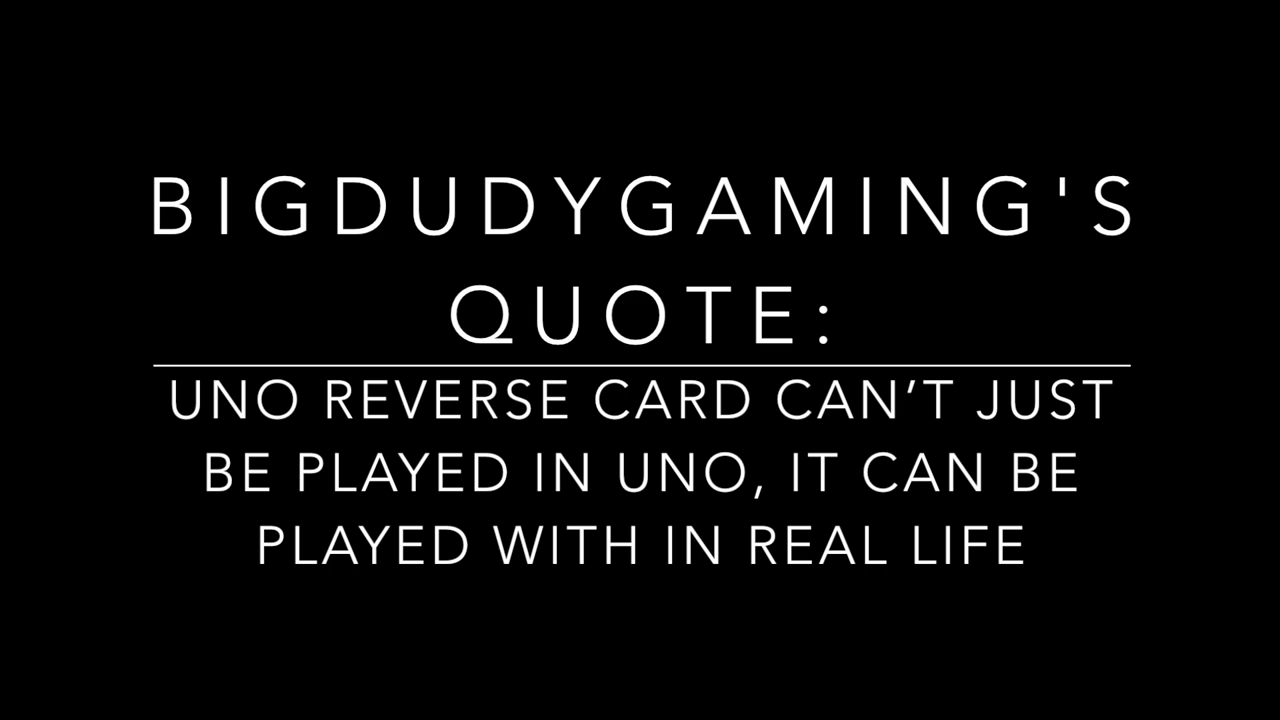 BIGDUDYGAMING'S
QUOTE:
UNO REVERSE CARD CAN’T JUST
BE PLAYED IN UNO, IT CAN BE
PLAYED WITH IN REAL LIFE